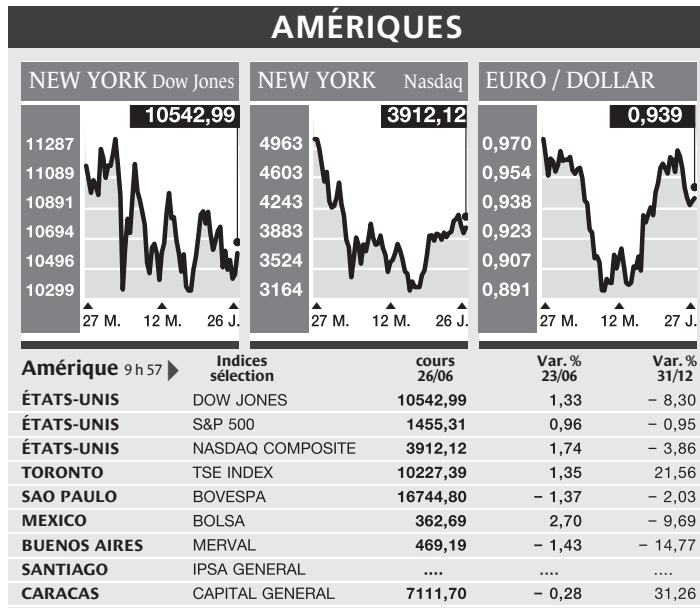 AMÉRIQUES
NEW YORK Dow Jones
10542,99
11287
11089
10891
10694
10496
10299
27 M. 12 M. 26 J.
NEW YORK Nasdaq
3912,12
4963
4603
4243
3883
3524
3164
27 M. 12 M. 26 J.
EURO / DOLLAR
0,939
0,970
0,954
0,938
0,923
0,907
0,891
27 M. 12 M. 27 J.
Amérique 9 h 57 Indices sélection cours 26/06 Var. % 23/06 Var. % 31/12
ÉTATS-UNIS DOW JONES 10542,99 1,33 – 8,30
ÉTATS-UNIS S&P 500 1455,31 0,96 – 0,95
ÉTATS-UNIS NASDAQ COMPOSITE 3912,12 1,74 – 3,86
TORONTO TSE INDEX 10227,39 1,35 21,56
SAO PAULO BOVESPA 16744,80 – 1,37 – 2,03
MEXICO BOLSA 362,69 2,70 – 9,69
BUENOS AIRES MERVAL 469,19 – 1,43 – 14,77
SANTIAGO IPSA GENERAL .... .... ....
CARACAS CAPITAL GENERAL 7111,70 – 0,28 31,26